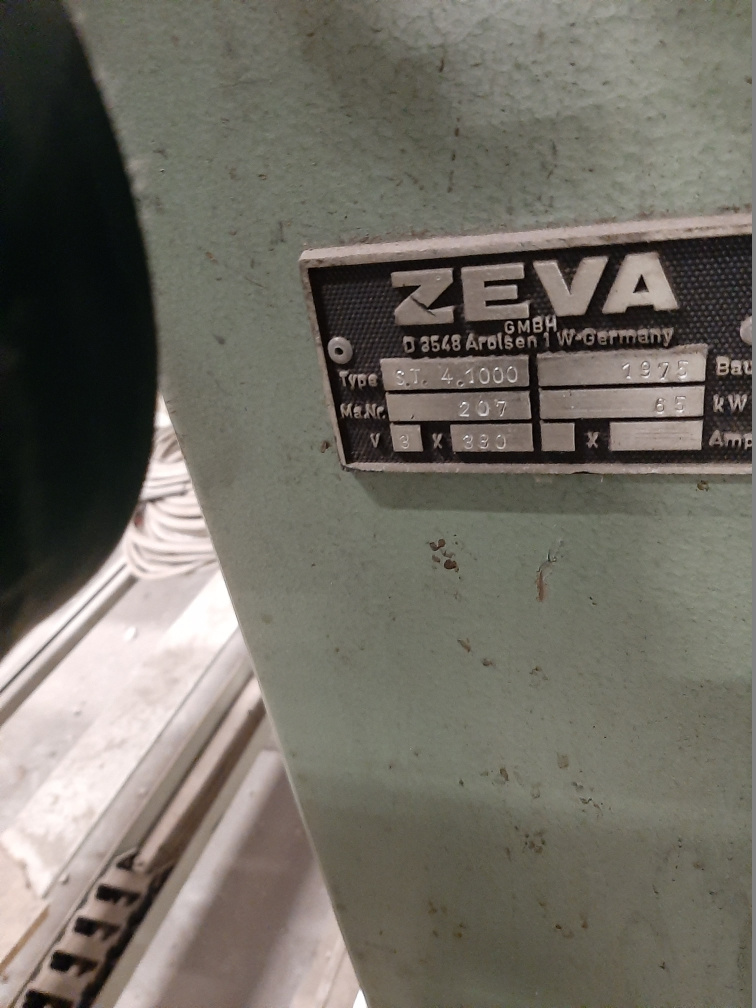 ZEVA
GMBH
D 3548 Arolsen 1 W-Germany
Type S.T. 4.1000 1975 Bau
Ma.Nr. 207 65 kW
V 3 X 380 X Amp